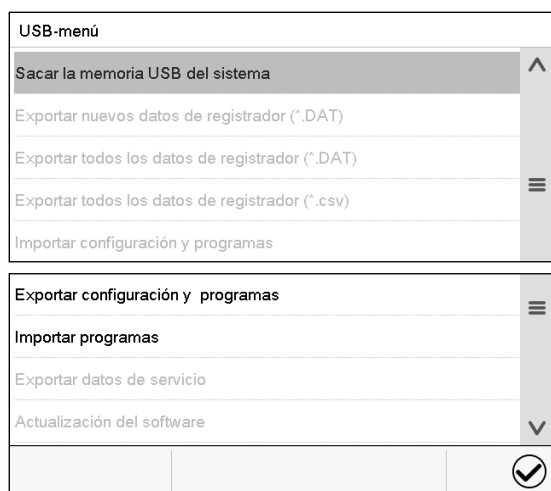 USB-menú
Sacar la memoria USB del sistema
Exportar nuevos datos de registrador (*.DAT)
Exportar todos los datos de registrador (*.DAT)
Exportar todos los datos de registrador (*.csv)
Importar configuración y programas
Exportar configuración y programas
Importar programas
Exportar datos de servicio
Actualización del software